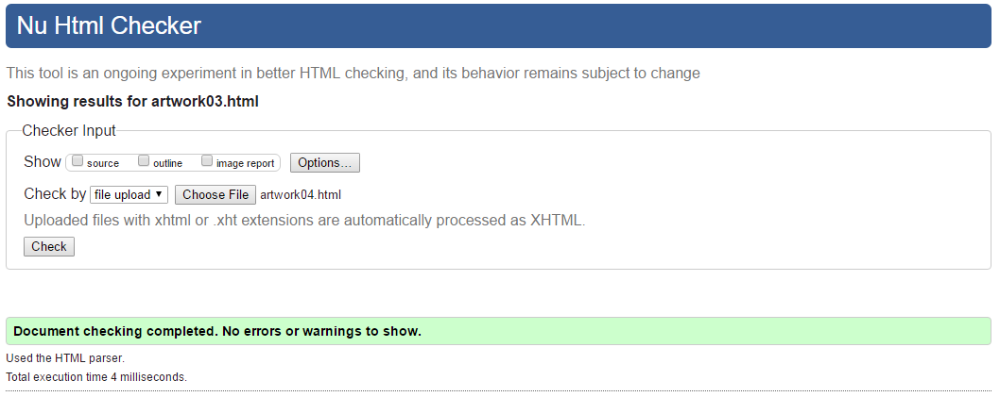 Nu Html Checker
This tool is an ongoing experiment in better HTML checking, and its behavior remains subject to change
Showing results for artwork03.html
Checker Input
Show source outline image report Options...
Check by file upload Choose File artwork04.html
Uploaded files with xhtml or .xht extensions are automatically processed as XHTML.
Check
Document checking completed. No errors or warnings to show.
Used the HTML parser.
Total execution time 4 milliseconds.